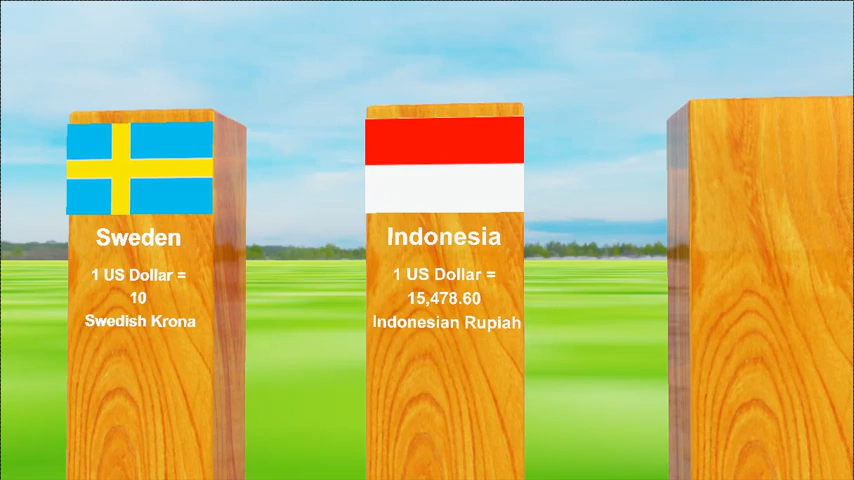 Sweden
1 US Dollar =
10
Swedish Krona
Indonesia
1 US Dollar =
15,478.60
Indonesian Rupiah